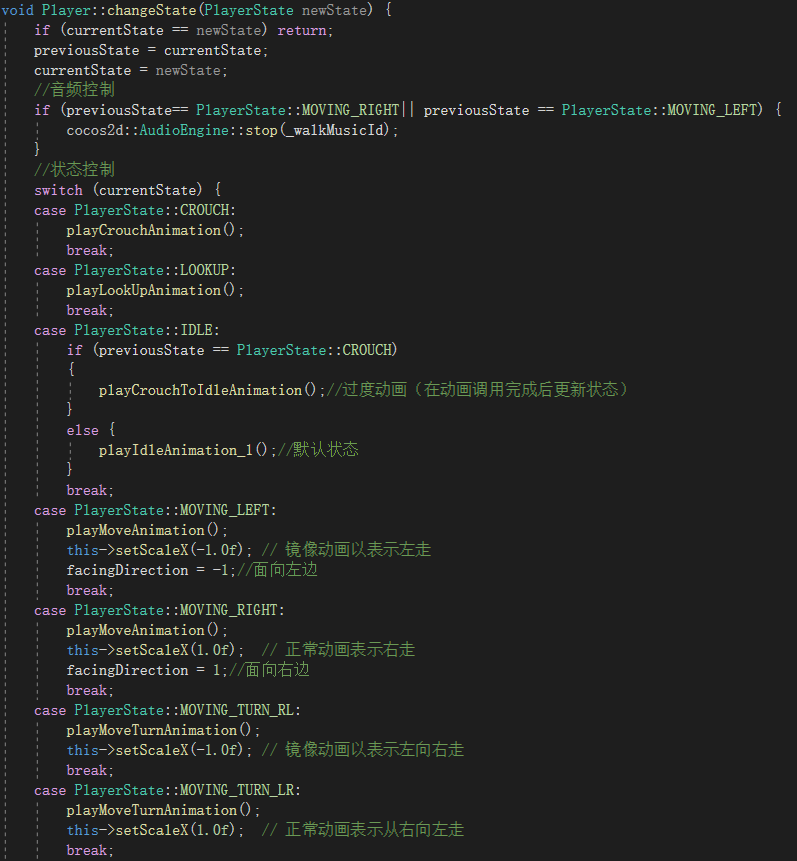 void Player::changeState(PlayerState newState) {
    if (currentState == newState) return;
    previousState = currentState;
    currentState = newState;
    //音频控制
    if (previousState== PlayerState::MOVING_RIGHT|| previousState == PlayerState::MOVING_LEFT) {
        cocos2d::AudioEngine::stop(_walkMusicId);
    }
    //状态控制
    switch (currentState) {
    case PlayerState::CROUCH:
        playCrouchAnimation();
        break;
    case PlayerState::LOOKUP:
        playLookUpAnimation();
        break;
    case PlayerState::IDLE:
        if (previousState == PlayerState::CROUCH)
        {
            playCrouchToIdleAnimation();//过度动画（在动画调用完成后更新状态）
        }
        else {
            playIdleAnimation_1();//默认状态
        }
        break;
    case PlayerState::MOVING_LEFT:
        playMoveAnimation();
        this->setScaleX(-1.0f); // 镜像动画以表示左走
        facingDirection = -1;//面向左边
        break;
    case PlayerState::MOVING_RIGHT:
        playMoveAnimation();
        this->setScaleX(1.0f);  // 正常动画表示右走
        facingDirection = 1;//面向右边
        break;
    case PlayerState::MOVING_TURN_RL:
        playMoveTurnAnimation();
        this->setScaleX(-1.0f); // 镜像动画以表示左向右走
        break;
    case PlayerState::MOVING_TURN_LR:
        playMoveTurnAnimation();
        this->setScaleX(1.0f);  // 正常动画表示从右向左走
        break;